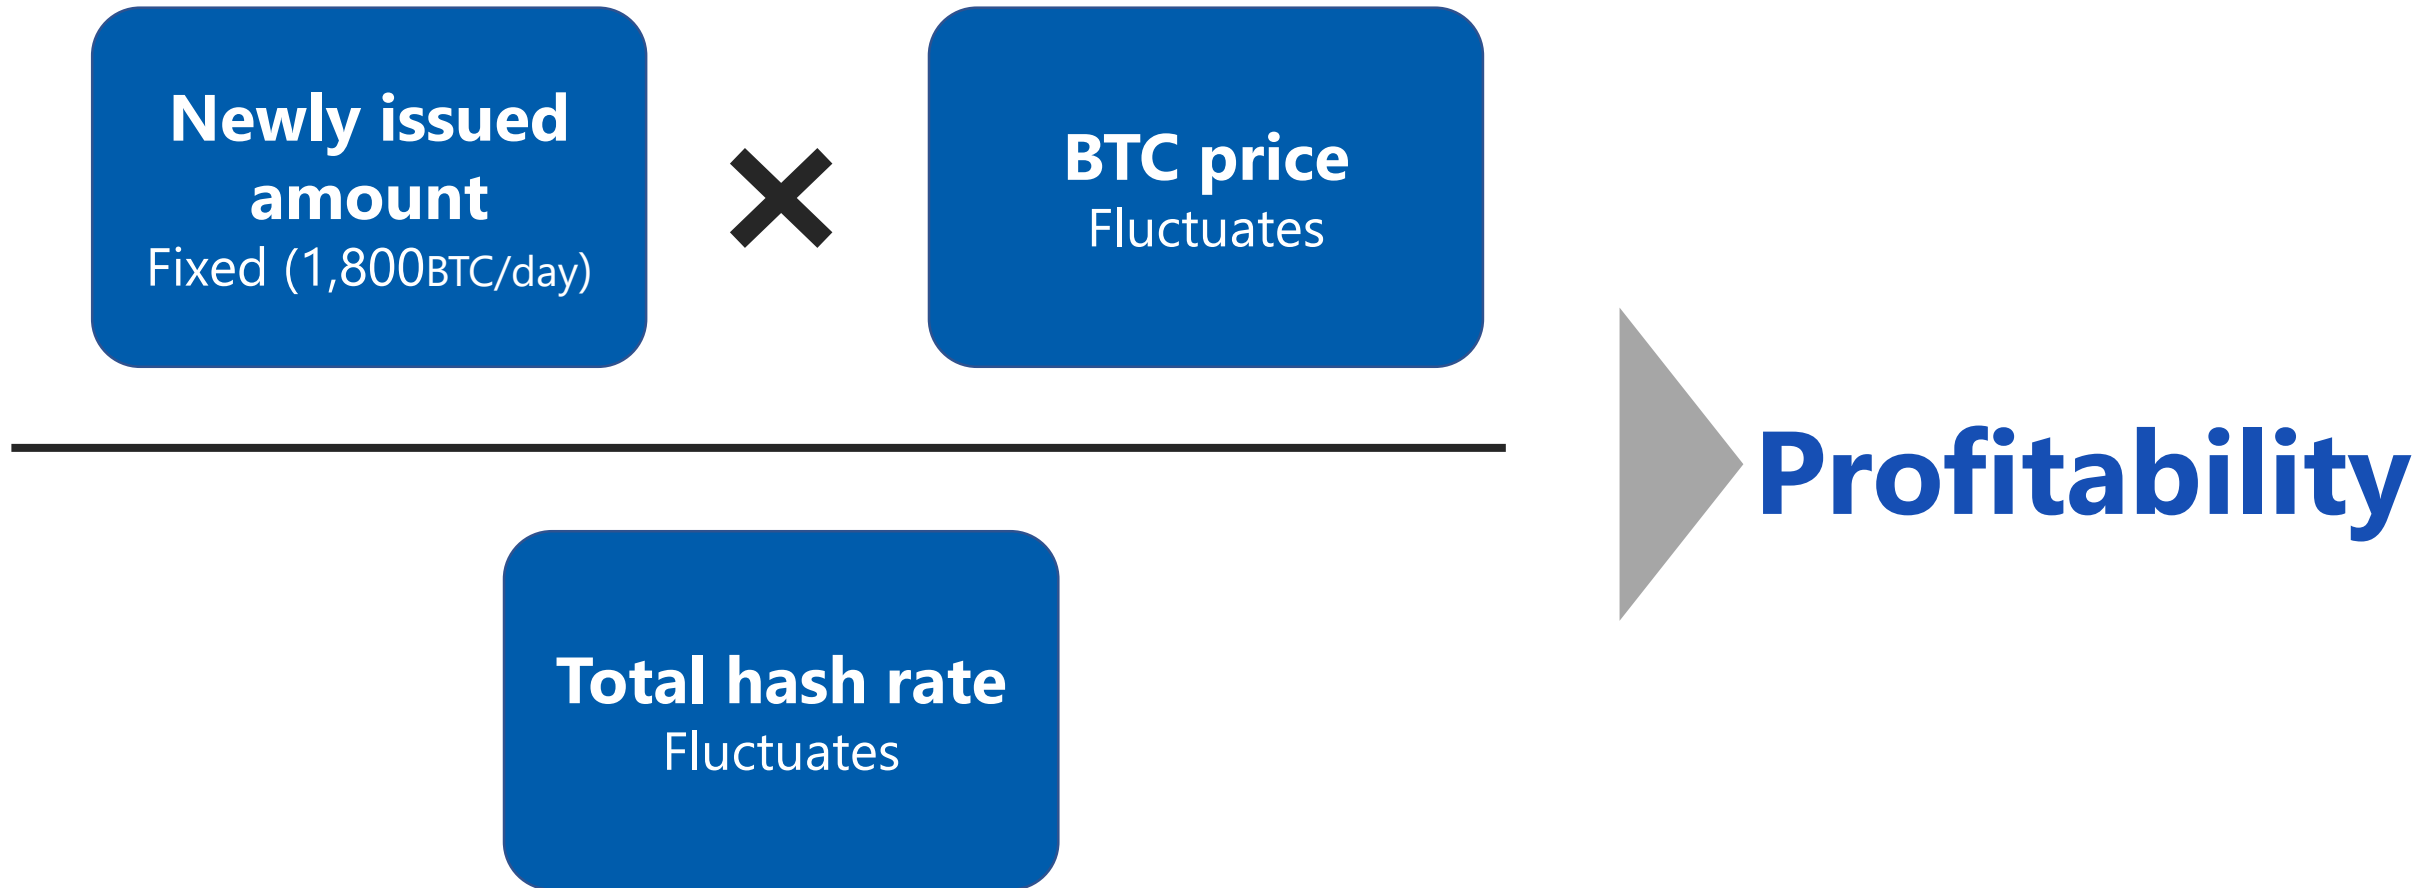 Newly issued
amount
Fixed (1,800BTC/day)
BTC price
Fluctuates
Total hash rate
Fluctuates
Profitability